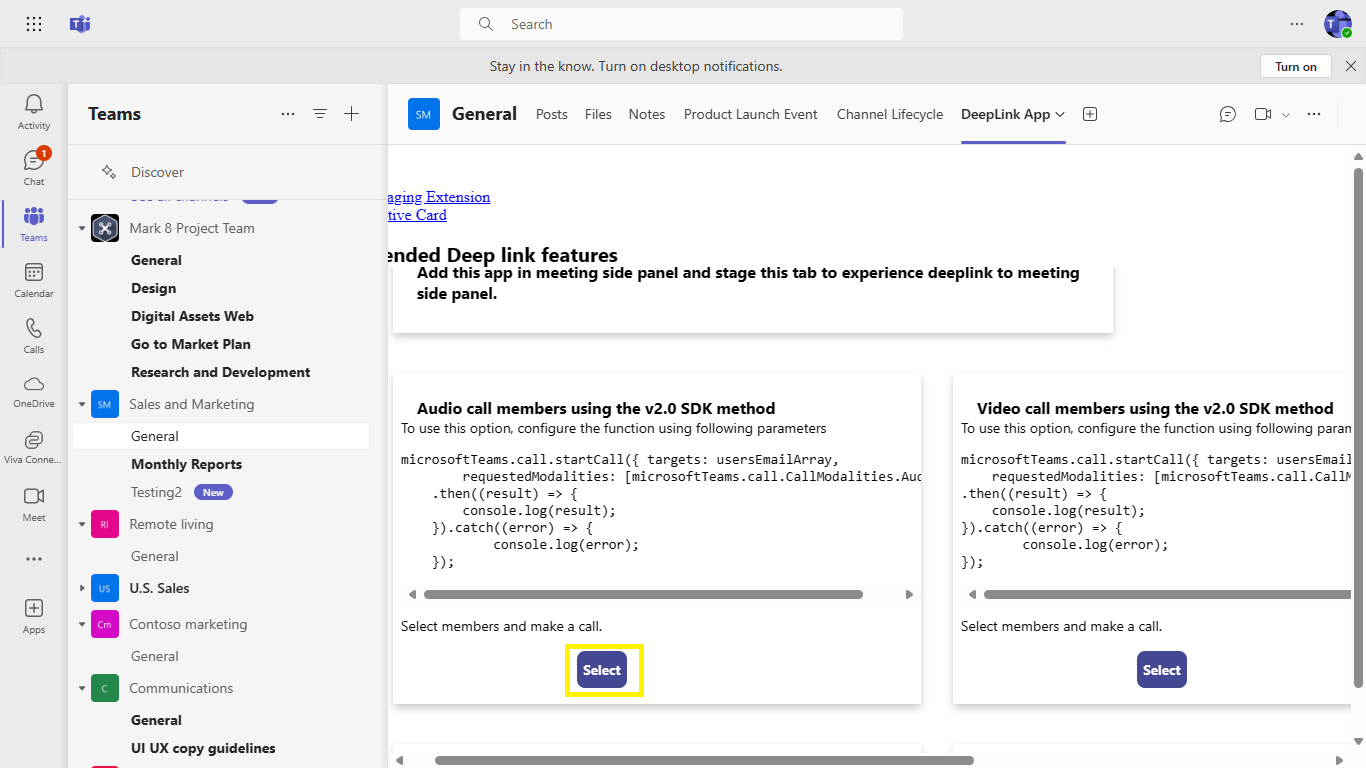 Search
T
Stay in the know. Turn on desktop notifications.
Turn on
Activity
Chat
1
Teams
Calendar
Calls
OneDrive
Viva Conne...
Meet
Apps
Teams
Discover
Mark 8 Project Team
General
Design
Digital Assets Web
Go to Market Plan
Research and Development
SM
Sales and Marketing
General
Monthly Reports
Testing2 New
RI
Remote living
General
US
U.S. Sales
Cm
Contoso marketing
General
C
Communications
General
UI UX copy guidelines
SM
General Posts Files Notes Product Launch Event Channel Lifecycle DeepLink App
aging Extension
tive Card
ended Deep link features
Add this app in meeting side panel and stage this tab to experience deeplink to meeting
side panel.
Audio call members using the v2.0 SDK method
To use this option, configure the function using following parameters
microsoftTeams.call.startCall({ targets: usersEmailArray,
requestedModalities: [microsoftTeams.call.CallModalities.Aud
.then((result) => {
console.log(result);
}).catch((error) => {
console.log(error);
});
Select members and make a call.
Select
Video call members using the v2.0 SDK method
To use this option, configure the function using following param
microsoftTeams.call.startCall({ targets: usersEmail
requestedModalities: [microsoftTeams.call.CallM
.then((result) => {
console.log(result);
}).catch((error) => {
console.log(error);
});
Select members and make a call.
Select